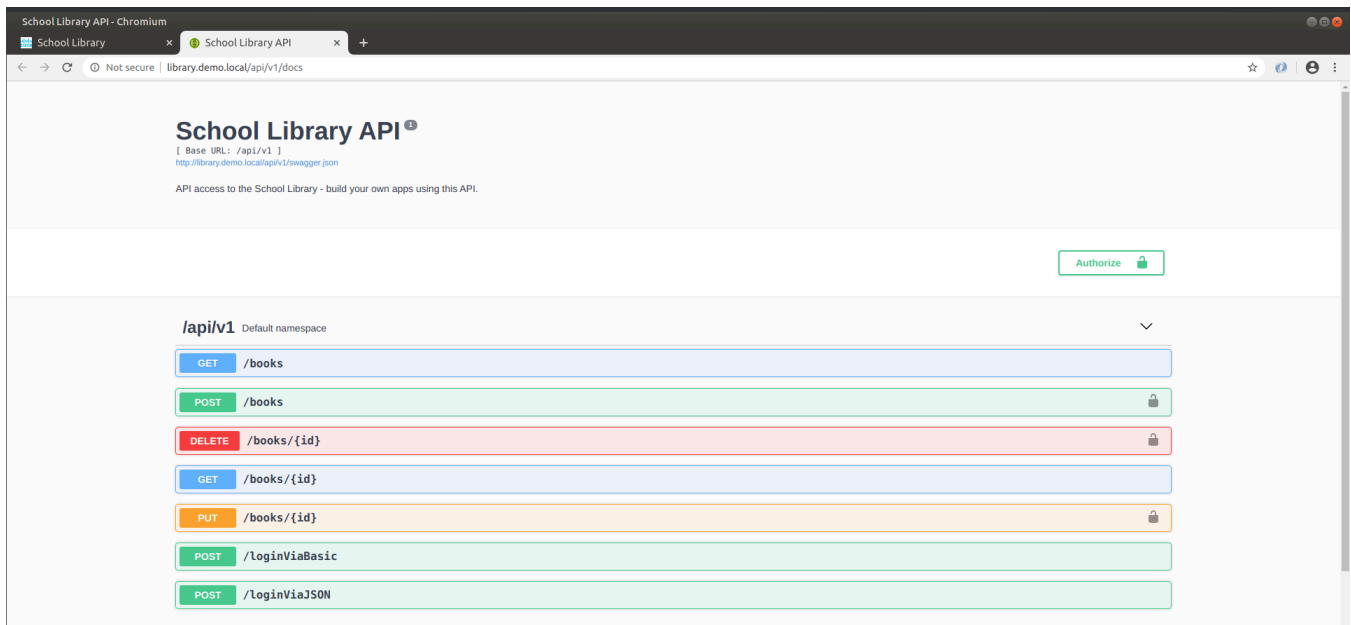 School Library API - Chromium
School Library × School Library API × +
Not secure | library.demo.local/api/v1/docs
School Library API 1
[ Base URL: /api/v1 ]
http://library.demo.local/api/v1/swagger.json
API access to the School Library - build your own apps using this API.
Authorize
/api/v1 Default namespace
GET /books
POST /books
DELETE /books/{id}
GET /books/{id}
PUT /books/{id}
POST /loginViaBasic
POST /loginViaJSON